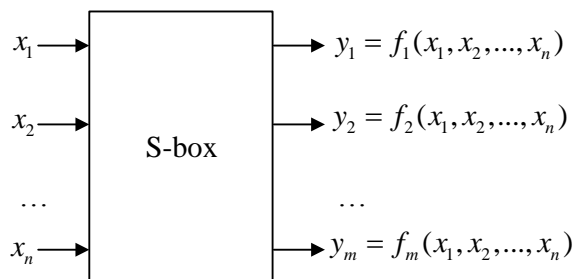 x₁ y₁ = f₁(x₁, x₂,..., xₙ)
x₂ y₂ = f₂(x₁, x₂,..., xₙ)
S-box
... ...
xₙ yₘ = fₘ(x₁, x₂,..., xₙ)